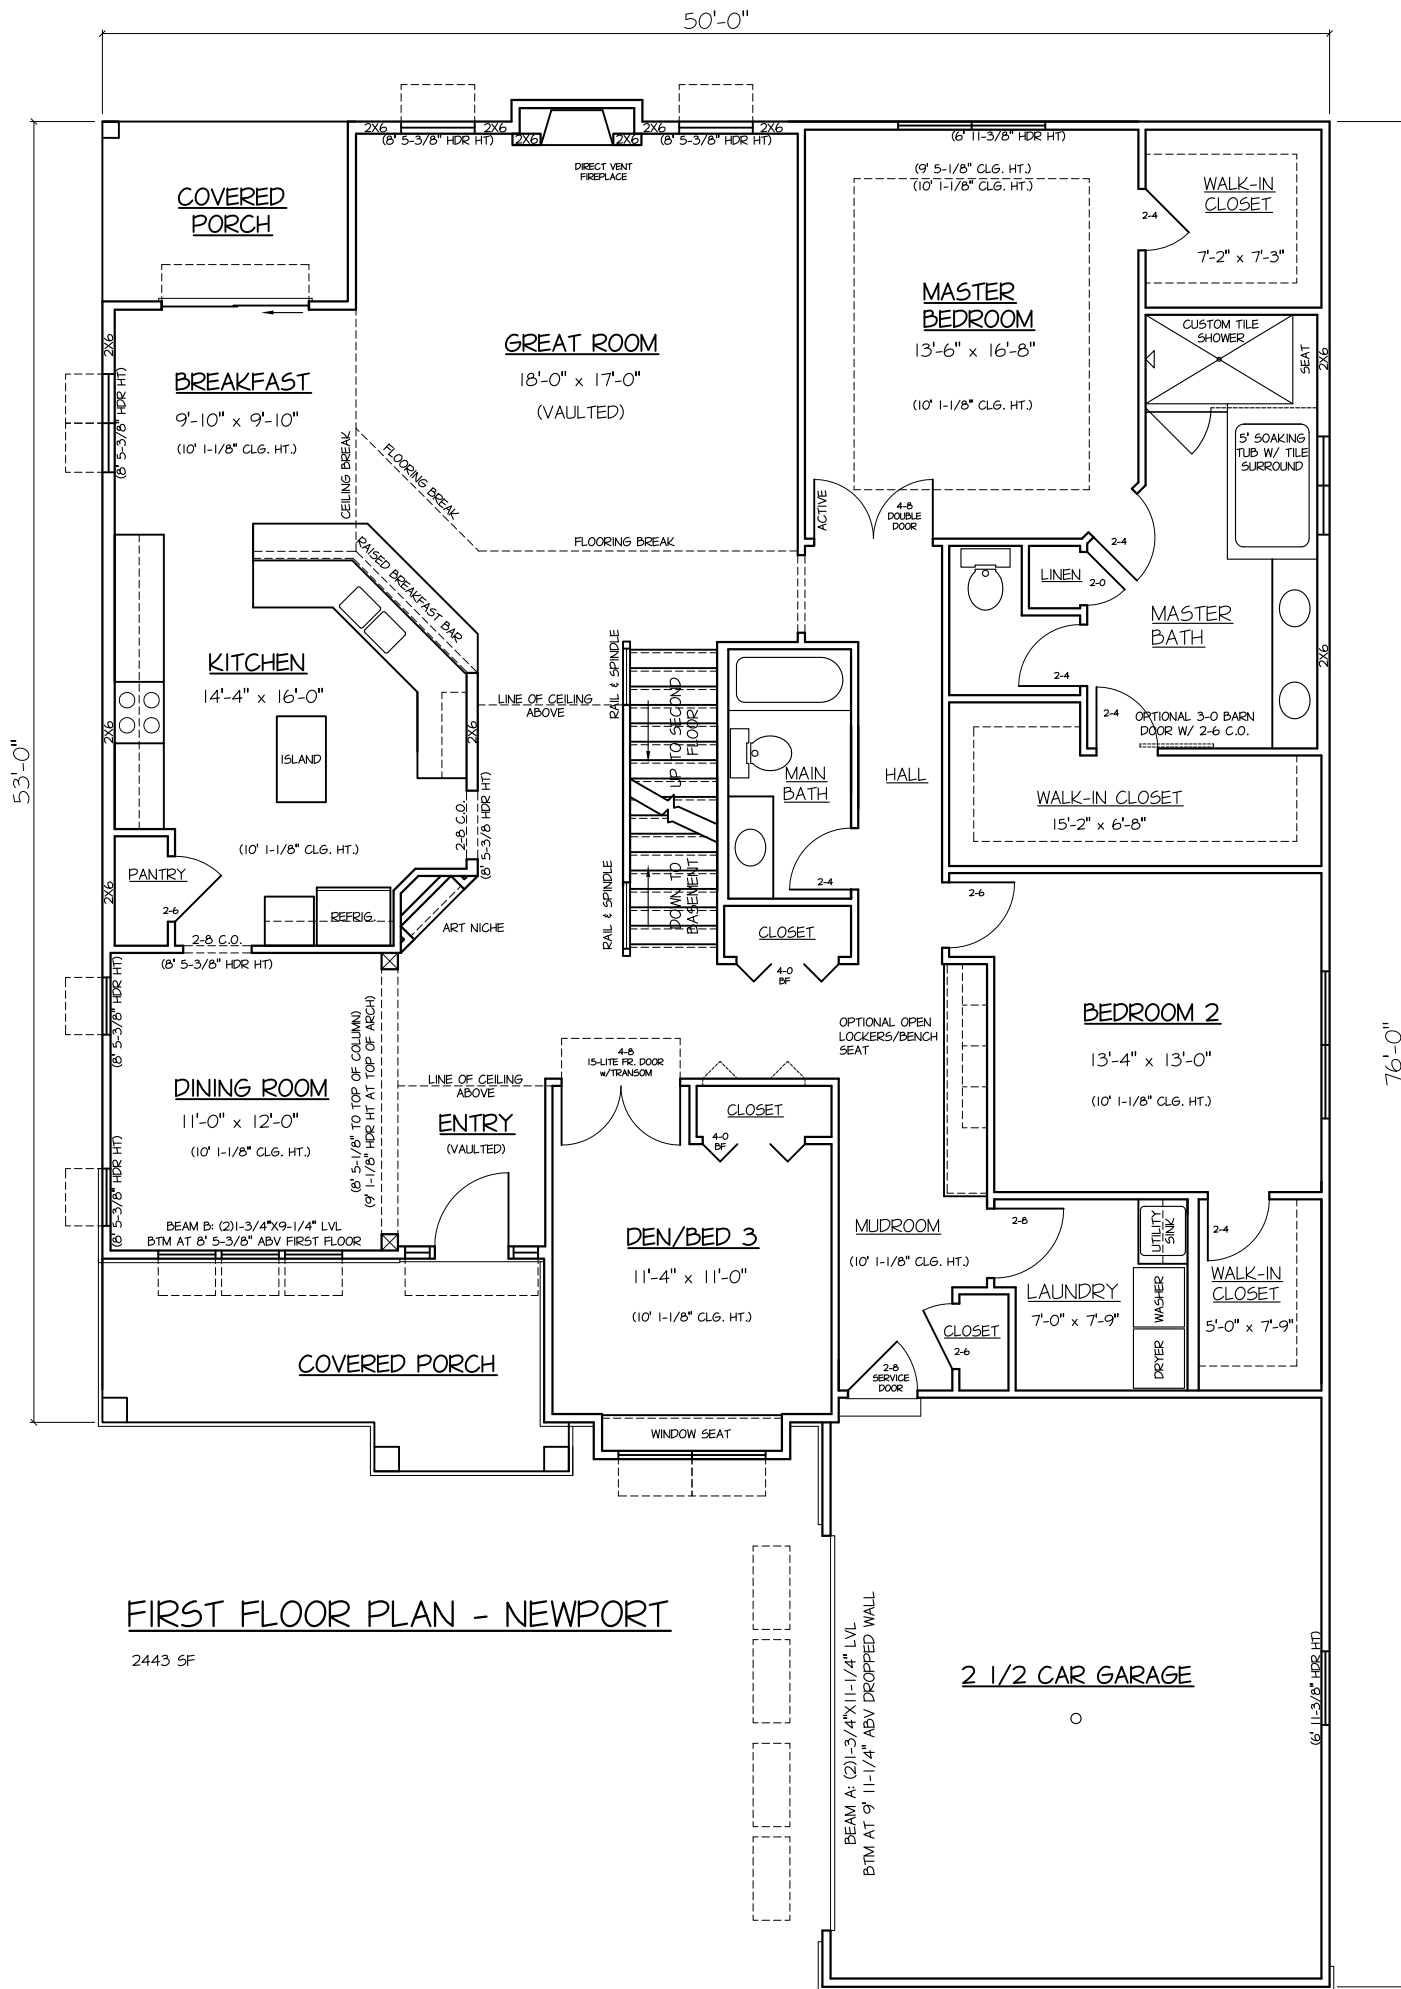 50'-0"
2X6
2X6
2X6
2X6
2X6
2X6
(8' 5-3/8" HDR HT)
(8' 5-3/8" HDR HT)
(6' 11-3/8" HDR HT)
DIRECT VENT
FIREPLACE
(9' 5-1/8" CLG. HT.)
(10' 1-1/8" CLG. HT.)
COVERED
PORCH
WALK-IN
CLOSET
7'-2" x 7'-3"
2-4
MASTER
BEDROOM
13'-6" x 16'-8"
(10' 1-1/8" CLG. HT.)
CUSTOM TILE
SHOWER
SEAT
2X6
2X6
GREAT ROOM
18'-0" x 17'-0"
(VAULTED)
BREAKFAST
9'-10" x 9'-10"
(10' 1-1/8" CLG. HT.)
(8' 5-3/8" HDR HT)
CEILING BREAK
FLOORING BREAK
FLOORING BREAK
5' SOAKING
TUB W/ TILE
SURROUND
ACTIVE
4-8
DOUBLE
DOOR
2-4
LINEN
2-0
RAISED BREAKFAST BAR
MASTER
BATH
2X6
KITCHEN
14'-4" x 16'-0"
RAIL & SPINDLE
LINE OF CEILING
ABOVE
UP TO SECOND
FLOOR
2-4
2-4
OPTIONAL 3-0 BARN
DOOR W/ 2-6 C.O.
2X6
2X6
ISLAND
MAIN
BATH
HALL
53'-0"
WALK-IN CLOSET
15'-2" x 6'-8"
2-8 C.O.
(8' 5-3/8 HDR HT)
(10' 1-1/8" CLG. HT.)
PANTRY
2X6
2-6
2-4
2-6
REFRIG.
ART NICHE
RAIL & SPINDLE
DOWN TO
BASEMENT
CLOSET
2-8 C.O.
(8' 5-3/8" HDR HT)
4-0
BF
(8' 5-3/8" HDR HT)
(8' 5-1/8" TO TOP OF COLUMN)
(9' 1-1/8" HDR HT AT TOP OF ARCH)
OPTIONAL OPEN
LOCKERS/BENCH
SEAT
BEDROOM 2
13'-4" x 13'-0"
(10' 1-1/8" CLG. HT.)
76'-0"
4-8
15-LITE FR. DOOR
w/TRANSOM
DINING ROOM
11'-0" x 12'-0"
(10' 1-1/8" CLG. HT.)
LINE OF CEILING
ABOVE
ENTRY
(VAULTED)
CLOSET
4-0
BF
(8' 5-3/8" HDR HT)
BEAM B: (2)1-3/4"X9-1/4" LVL
BTM AT 8' 5-3/8" ABV FIRST FLOOR
DEN/BED 3
11'-4" x 11'-0"
(10' 1-1/8" CLG. HT.)
MUDROOM
(10' 1-1/8" CLG. HT.)
2-8
UTILITY
SINK
2-4
LAUNDRY
7'-0" x 7'-9"
WASHER
DRYER
WALK-IN
CLOSET
5'-0" x 7'-9"
CLOSET
2-6
2-8
SERVICE
DOOR
COVERED PORCH
WINDOW SEAT
FIRST FLOOR PLAN - NEWPORT
2443 SF
BEAM A: (2)1-3/4"X11-1/4" LVL
BTM AT 9' 11-1/4" ABV DROPPED WALL
2 1/2 CAR GARAGE
(6' 11-3/8" HDR HT)